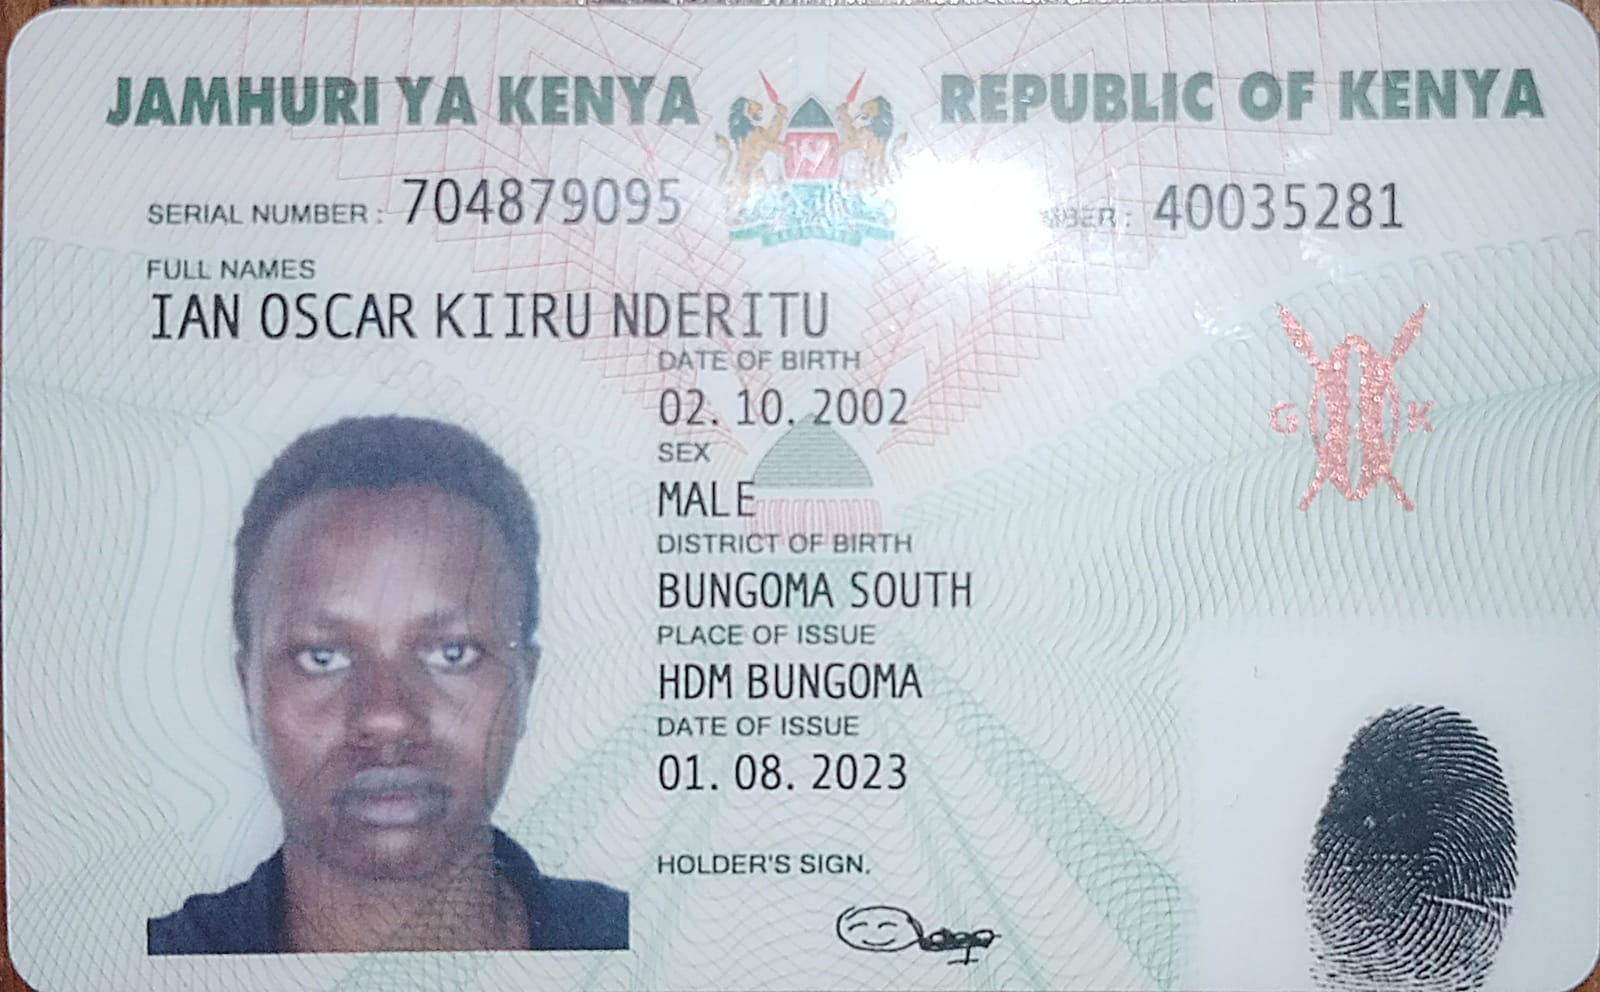 JAMHURI YA KENYA REPUBLIC OF KENYA
SERIAL NUMBER : 704879095 40035281
FULL NAMES
IAN OSCAR KIIRU NDERITU
DATE OF BIRTH
02. 10. 2002
SEX
MALE
DISTRICT OF BIRTH
BUNGOMA SOUTH
PLACE OF ISSUE
HDM BUNGOMA
DATE OF ISSUE
01. 08. 2023
HOLDER'S SIGN.
G K